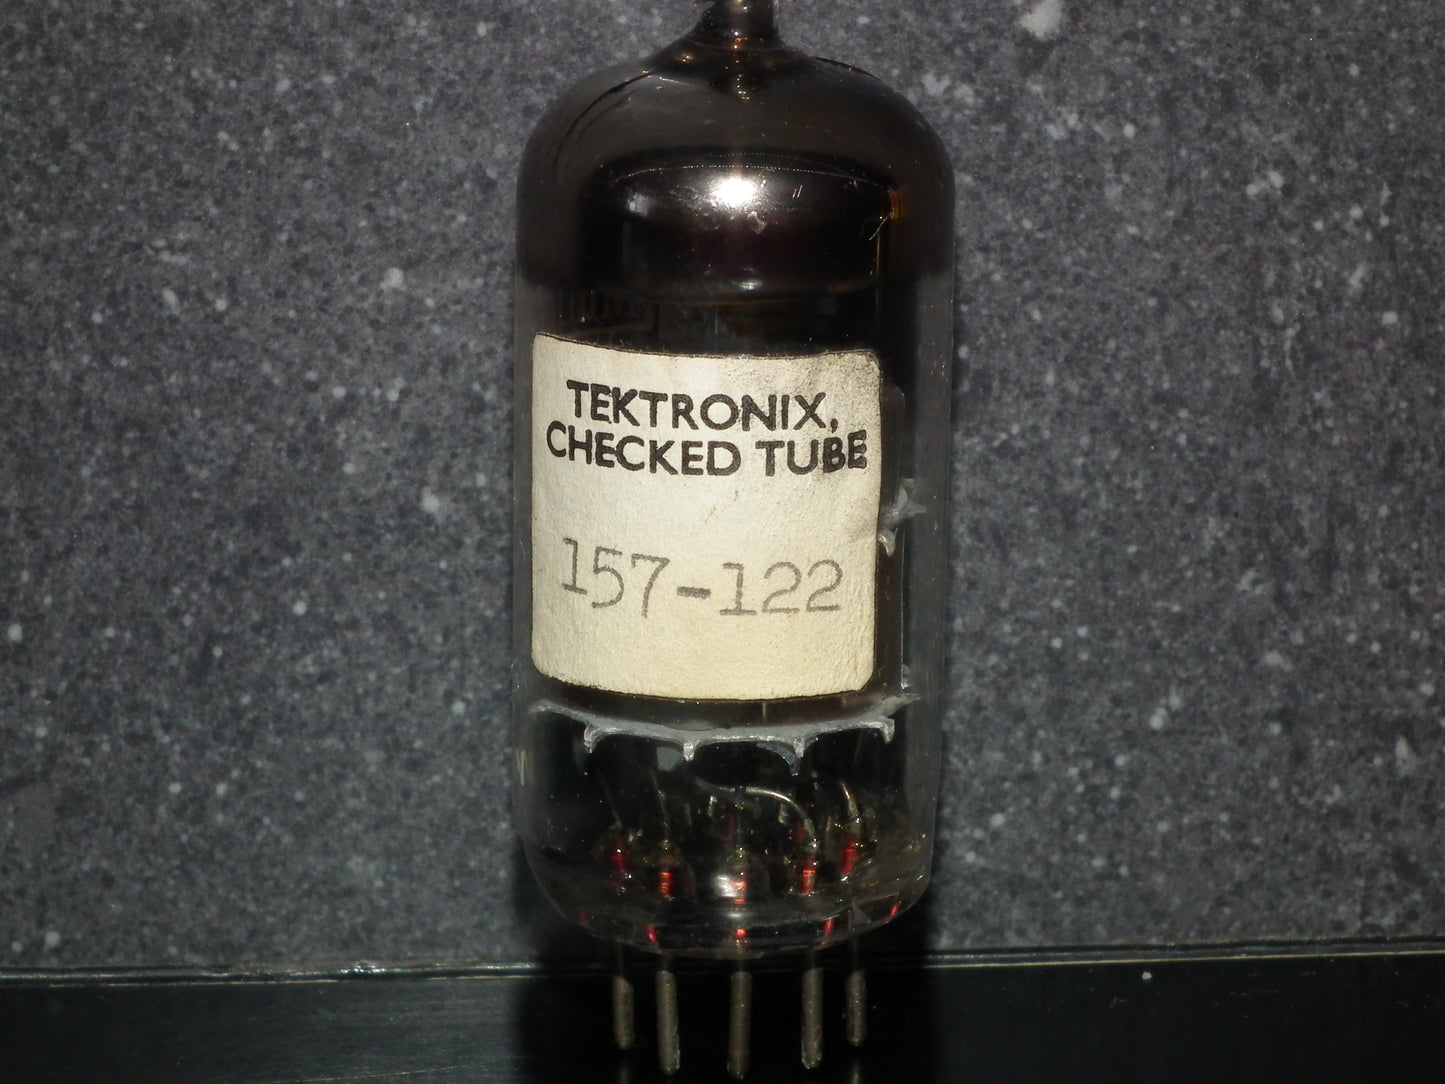 TEKTRONIX,
CHECKED TUBE
157-122